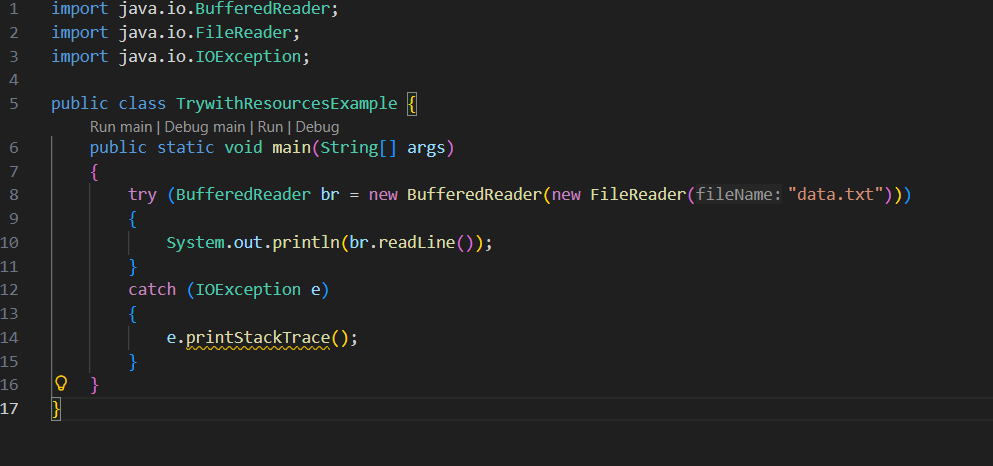 1 import java.io.BufferedReader;
2 import java.io.FileReader;
3 import java.io.IOException;
4
5 public class TrywithResourcesExample {
Run main | Debug main | Run | Debug
6 public static void main(String[] args)
7 {
8 try (BufferedReader br = new BufferedReader(new FileReader(fileName: "data.txt")))
9 {
10 System.out.println(br.readLine());
11 }
12 catch (IOException e)
13 {
14 e.printStackTrace();
15 }
16 }
17 }